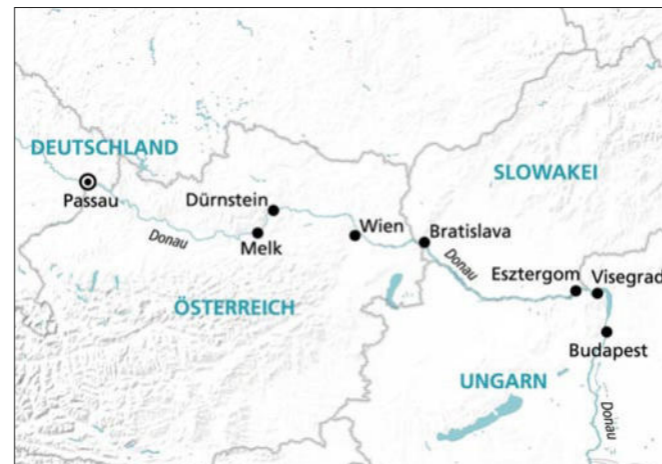 DEUTSCHLAND
Passau
Donau
Dürnstein
Melk
Wien
ÖSTERREICH
SLOWAKEI
Bratislava
Donau
Esztergom
Visegrad
Budapest
UNGARN
Donau